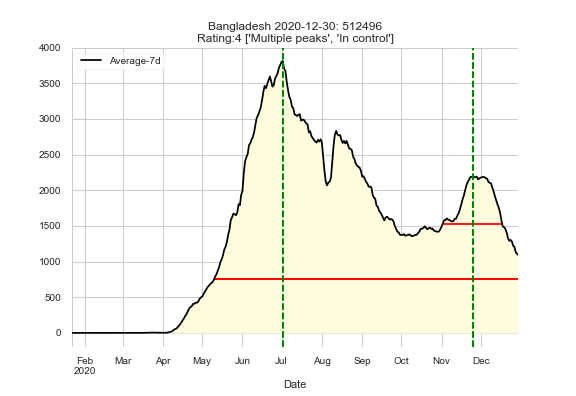 Bangladesh 2020-12-30: 512496
Rating:4 ['Multiple peaks', 'In control']
Average-7d
4000
3500
3000
2500
2000
1500
1000
500
0
Feb Mar Apr May Jun Jul Aug Sep Oct Nov Dec
2020
Date